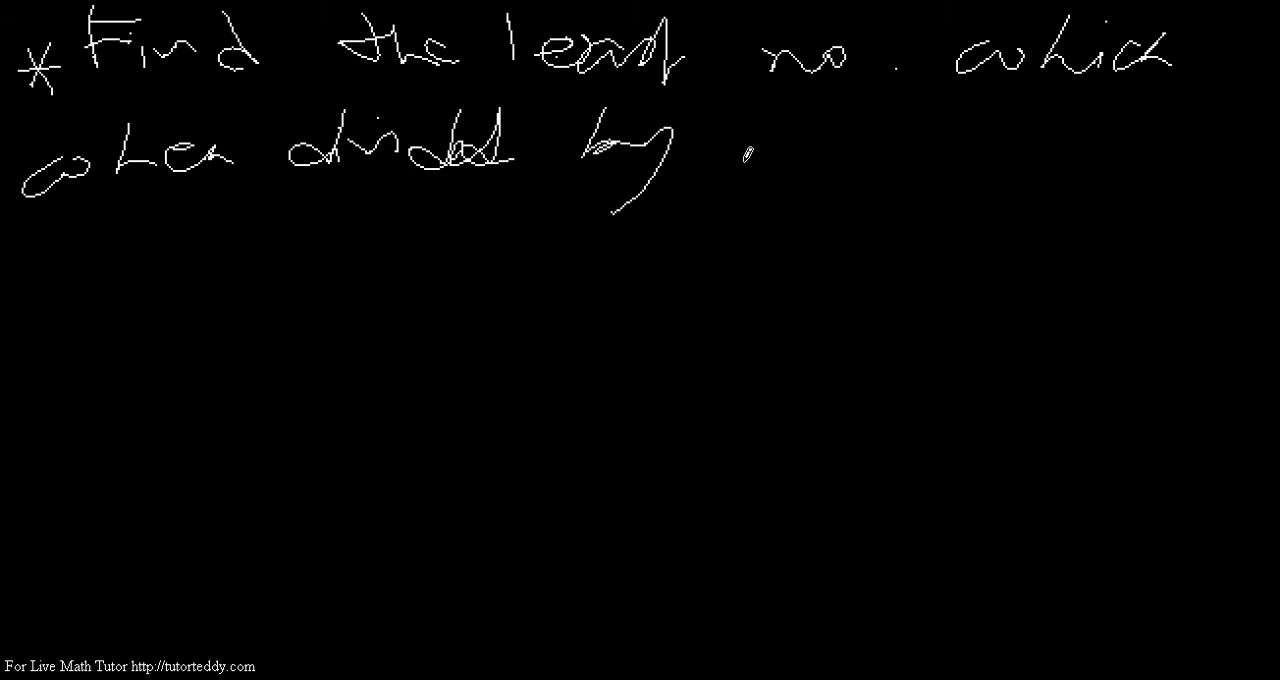 * Find the least no. which
when divided by
For Live Math Tutor http://tutorteddy.com